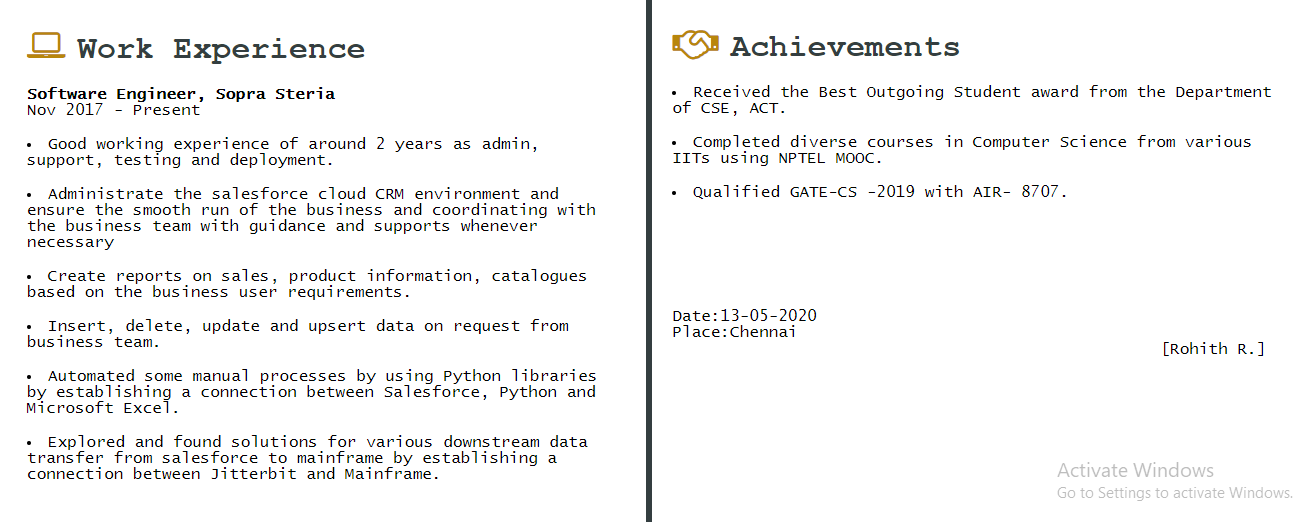 Work Experience
Software Engineer, Sopra Steria
Nov 2017 - Present
• Good working experience of around 2 years as admin,
support, testing and deployment.
• Administrate the salesforce cloud CRM environment and
ensure the smooth run of the business and coordinating with
the business team with guidance and supports whenever
necessary
• Create reports on sales, product information, catalogues
based on the business user requirements.
• Insert, delete, update and upsert data on request from
business team.
• Automated some manual processes by using Python libraries
by establishing a connection between Salesforce, Python and
Microsoft Excel.
• Explored and found solutions for various downstream data
transfer from salesforce to mainframe by establishing a
connection between Jitterbit and Mainframe.
Achievements
• Received the Best Outgoing Student award from the Department
of CSE, ACT.
• Completed diverse courses in Computer Science from various
IITs using NPTEL MOOC.
• Qualified GATE-CS -2019 with AIR- 8707.
Date:13-05-2020
Place:Chennai
[Rohith R.]
Activate Windows
Go to Settings to activate Windows.